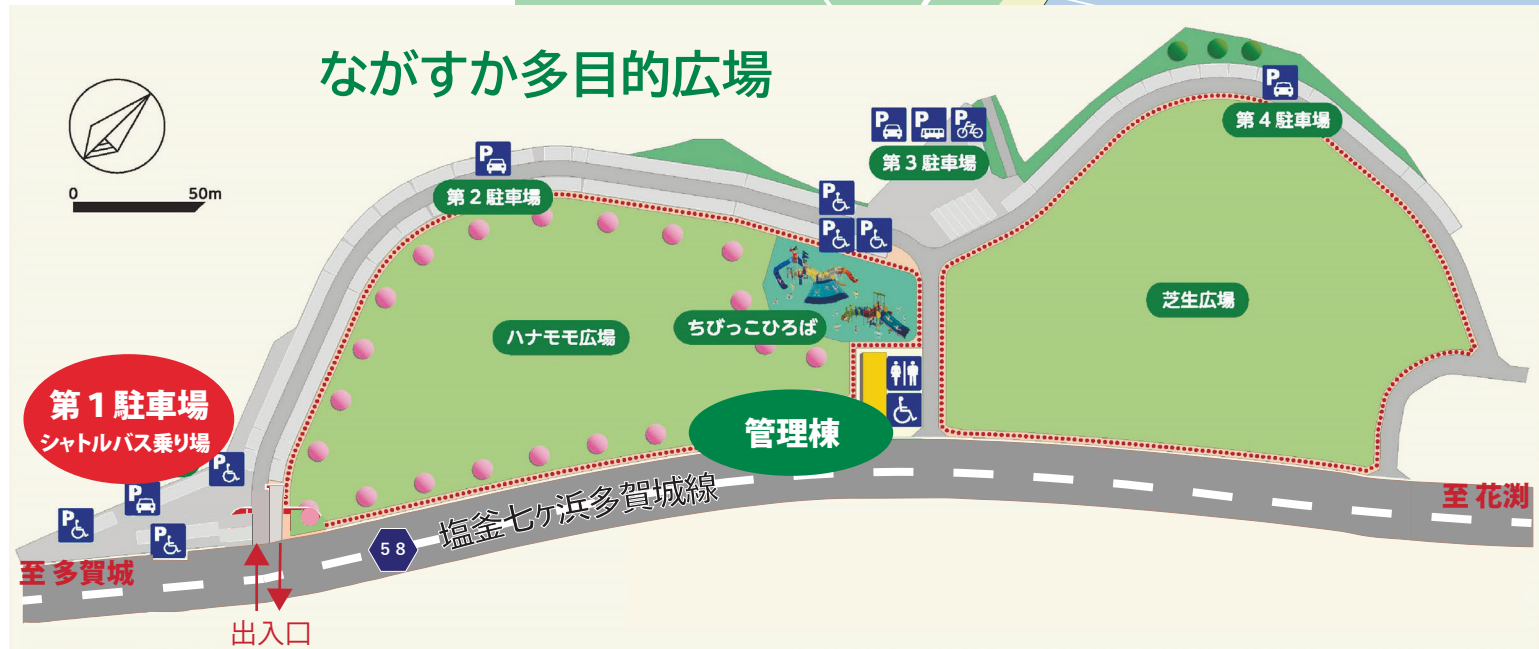 ながすか多目的広場
0 50m
P
第2駐車場
P P P
第3駐車場
P
第4駐車場
P
P P
ハナモモ広場
ちびっこひろば
芝生広場
第1駐車場
シャトルバス乗り場
管理棟
P
P
P
P
塩釜七ヶ浜多賀城線
58
至 多賀城
至 花渕
出入口